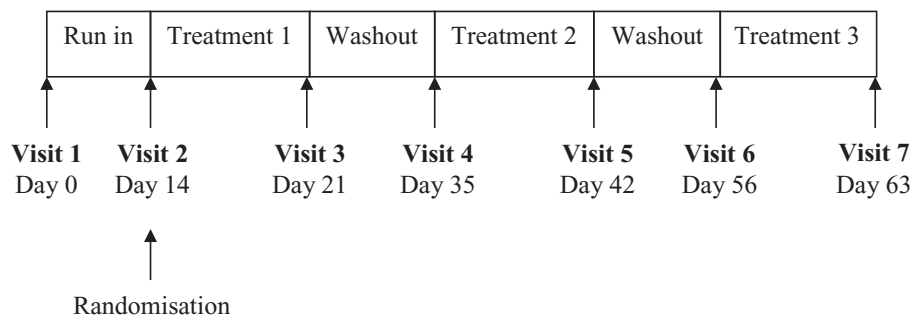 Run in Treatment 1 Washout Treatment 2 Washout Treatment 3
Visit 1 Visit 2 Visit 3 Visit 4 Visit 5 Visit 6 Visit 7
Day 0 Day 14 Day 21 Day 35 Day 42 Day 56 Day 63
Randomisation